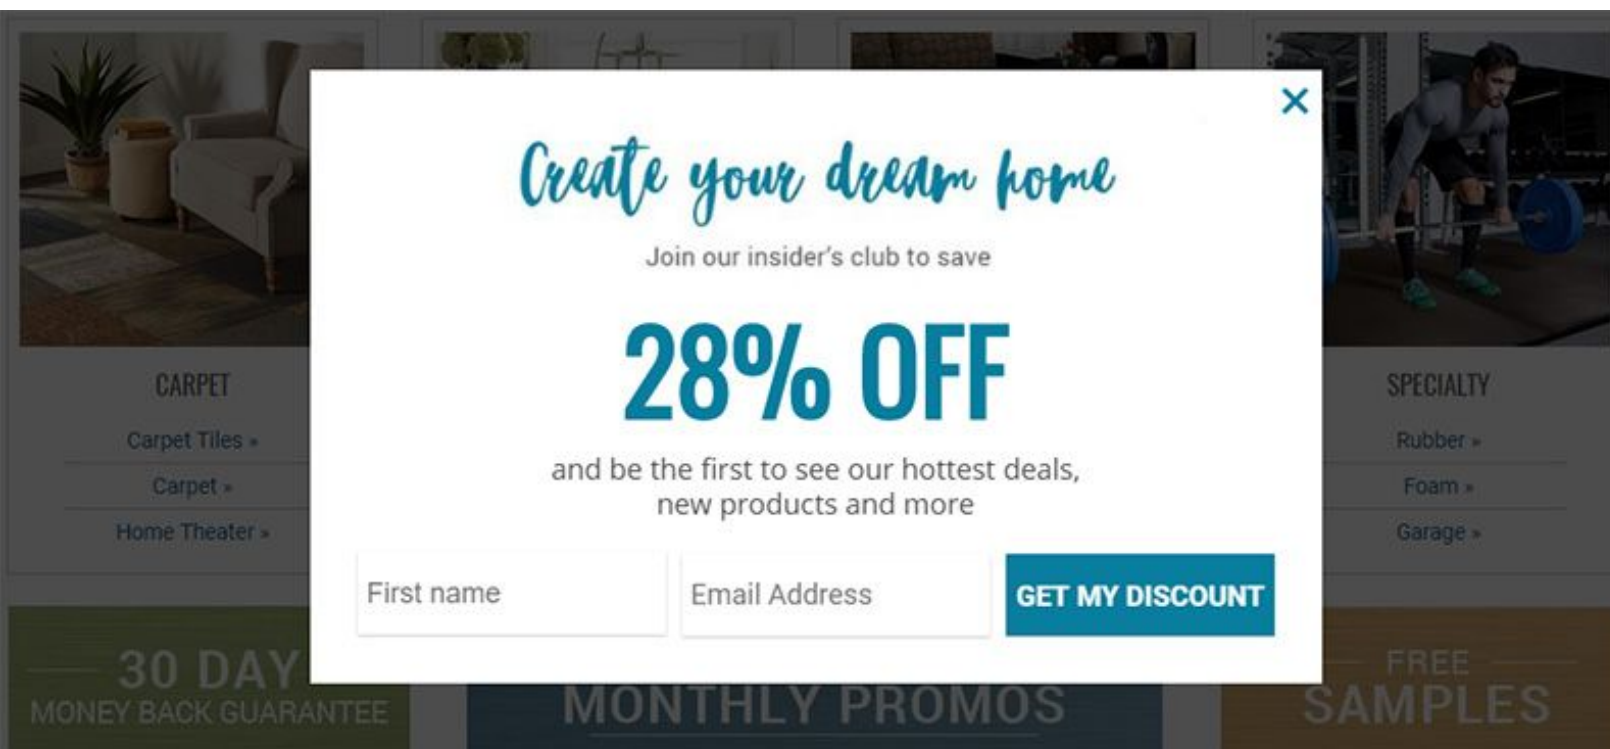 Create your dream home
Join our insider's club to save
28% OFF
and be the first to see our hottest deals,
new products and more
First name
Email Address
GET MY DISCOUNT
CARPET
Carpet Tiles »
Carpet »
Home Theater »
SPECIALTY
Rubber »
Foam »
Garage »
30 DAY
MONEY BACK GUARANTEE
MONTHLY PROMOS
FREE
SAMPLES